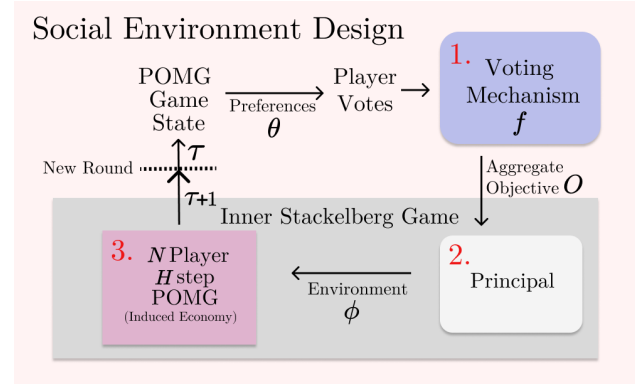 Social Environment Design
POMG
Game
State
Preferences
θ
Player
Votes
1.
Voting
Mechanism
f
New Round
τ
τ+1
Aggregate
Objective O
Inner Stackelberg Game
3.
N Player
H step
POMG
(Induced Economy)
Environment
ϕ
2.
Principal